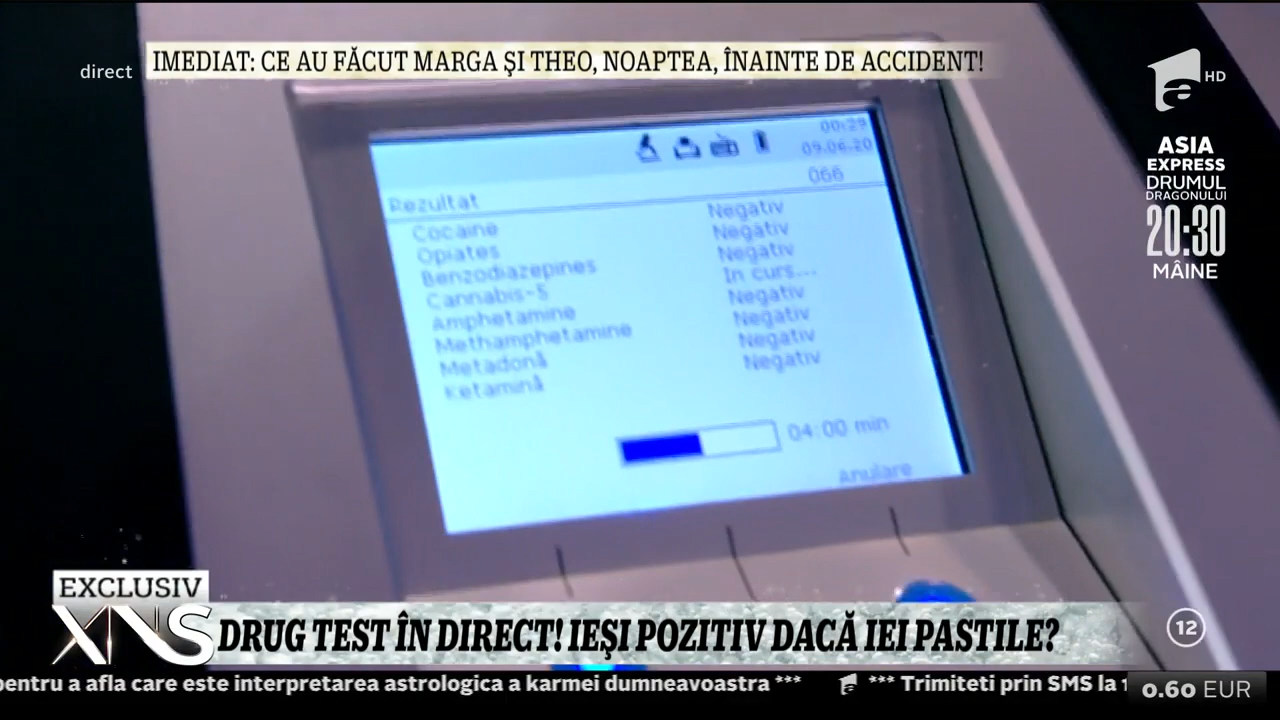 IMEDIAT: CE AU FĂCUT MARGA ŞI THEO, NOAPTEA, ÎNAINTE DE ACCIDENT!
direct
HD
ASIA
EXPRESS
DRUMUL
DRAGONULUI
20:30
MÂINE
00:29
09.06.20
066
Rezultat
Cocaine Negativ
Opiates Negativ
Benzodiazepines Negativ
Cannabis-5 In curs...
Amphetamine Negativ
Methamphetamine Negativ
Metadonă Negativ
Ketamină Negativ
04:00 min
Anulare
EXCLUSIV
XNS
DRUG TEST ÎN DIRECT! IEŞI POZITIV DACĂ IEI PASTILE?
12
pentru a afla care este interpretarea astrologica a karmei dumneavoastra *** *** Trimiteti prin SMS la 1
0.60 EUR